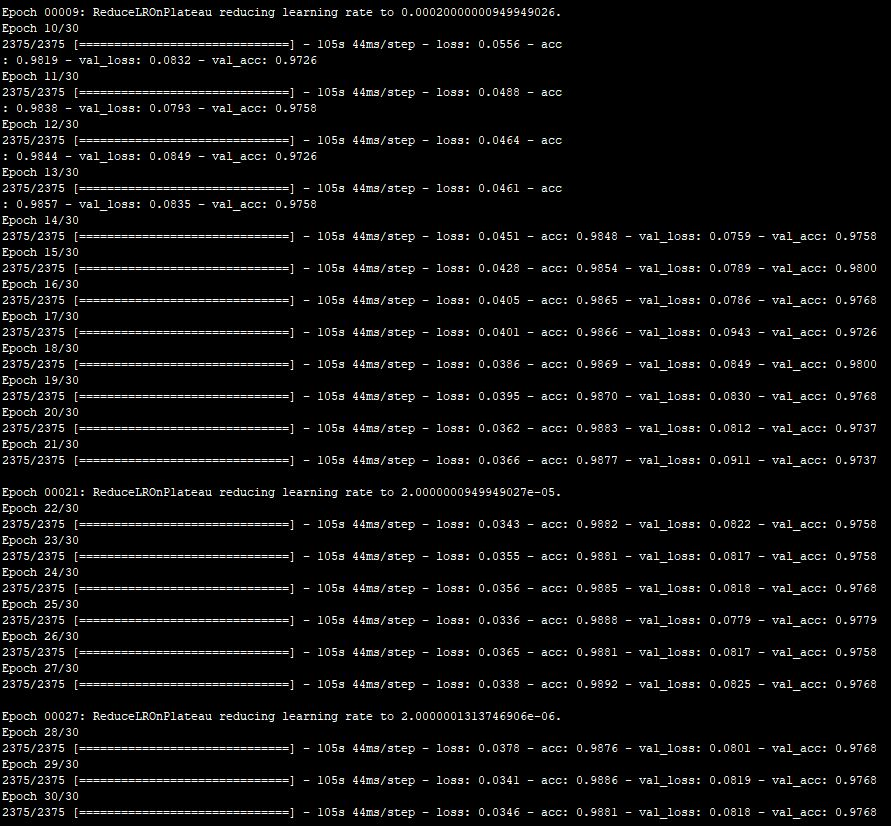 Epoch 00009: ReduceLROnPlateau reducing learning rate to 0.00020000000949949026.
Epoch 10/30
2375/2375 [==============================] - 105s 44ms/step - loss: 0.0556 - acc
: 0.9819 - val_loss: 0.0832 - val_acc: 0.9726
Epoch 11/30
2375/2375 [==============================] - 105s 44ms/step - loss: 0.0488 - acc
: 0.9838 - val_loss: 0.0793 - val_acc: 0.9758
Epoch 12/30
2375/2375 [==============================] - 105s 44ms/step - loss: 0.0464 - acc
: 0.9844 - val_loss: 0.0849 - val_acc: 0.9726
Epoch 13/30
2375/2375 [==============================] - 105s 44ms/step - loss: 0.0461 - acc
: 0.9857 - val_loss: 0.0835 - val_acc: 0.9758
Epoch 14/30
2375/2375 [==============================] - 105s 44ms/step - loss: 0.0451 - acc: 0.9848 - val_loss: 0.0759 - val_acc: 0.9758
Epoch 15/30
2375/2375 [==============================] - 105s 44ms/step - loss: 0.0428 - acc: 0.9854 - val_loss: 0.0789 - val_acc: 0.9800
Epoch 16/30
2375/2375 [==============================] - 105s 44ms/step - loss: 0.0405 - acc: 0.9865 - val_loss: 0.0786 - val_acc: 0.9768
Epoch 17/30
2375/2375 [==============================] - 105s 44ms/step - loss: 0.0401 - acc: 0.9866 - val_loss: 0.0943 - val_acc: 0.9726
Epoch 18/30
2375/2375 [==============================] - 105s 44ms/step - loss: 0.0386 - acc: 0.9869 - val_loss: 0.0849 - val_acc: 0.9800
Epoch 19/30
2375/2375 [==============================] - 105s 44ms/step - loss: 0.0395 - acc: 0.9870 - val_loss: 0.0830 - val_acc: 0.9768
Epoch 20/30
2375/2375 [==============================] - 105s 44ms/step - loss: 0.0362 - acc: 0.9883 - val_loss: 0.0812 - val_acc: 0.9737
Epoch 21/30
2375/2375 [==============================] - 105s 44ms/step - loss: 0.0366 - acc: 0.9877 - val_loss: 0.0911 - val_acc: 0.9737
Epoch 00021: ReduceLROnPlateau reducing learning rate to 2.0000000949949027e-05.
Epoch 22/30
2375/2375 [==============================] - 105s 44ms/step - loss: 0.0343 - acc: 0.9882 - val_loss: 0.0822 - val_acc: 0.9758
Epoch 23/30
2375/2375 [==============================] - 105s 44ms/step - loss: 0.0355 - acc: 0.9881 - val_loss: 0.0817 - val_acc: 0.9758
Epoch 24/30
2375/2375 [==============================] - 105s 44ms/step - loss: 0.0356 - acc: 0.9885 - val_loss: 0.0818 - val_acc: 0.9768
Epoch 25/30
2375/2375 [==============================] - 105s 44ms/step - loss: 0.0336 - acc: 0.9888 - val_loss: 0.0779 - val_acc: 0.9779
Epoch 26/30
2375/2375 [==============================] - 105s 44ms/step - loss: 0.0365 - acc: 0.9881 - val_loss: 0.0817 - val_acc: 0.9758
Epoch 27/30
2375/2375 [==============================] - 105s 44ms/step - loss: 0.0338 - acc: 0.9892 - val_loss: 0.0825 - val_acc: 0.9768
Epoch 00027: ReduceLROnPlateau reducing learning rate to 2.0000001313746906e-06.
Epoch 28/30
2375/2375 [==============================] - 105s 44ms/step - loss: 0.0378 - acc: 0.9876 - val_loss: 0.0801 - val_acc: 0.9768
Epoch 29/30
2375/2375 [==============================] - 105s 44ms/step - loss: 0.0341 - acc: 0.9886 - val_loss: 0.0819 - val_acc: 0.9768
Epoch 30/30
2375/2375 [==============================] - 105s 44ms/step - loss: 0.0346 - acc: 0.9881 - val_loss: 0.0818 - val_acc: 0.9768